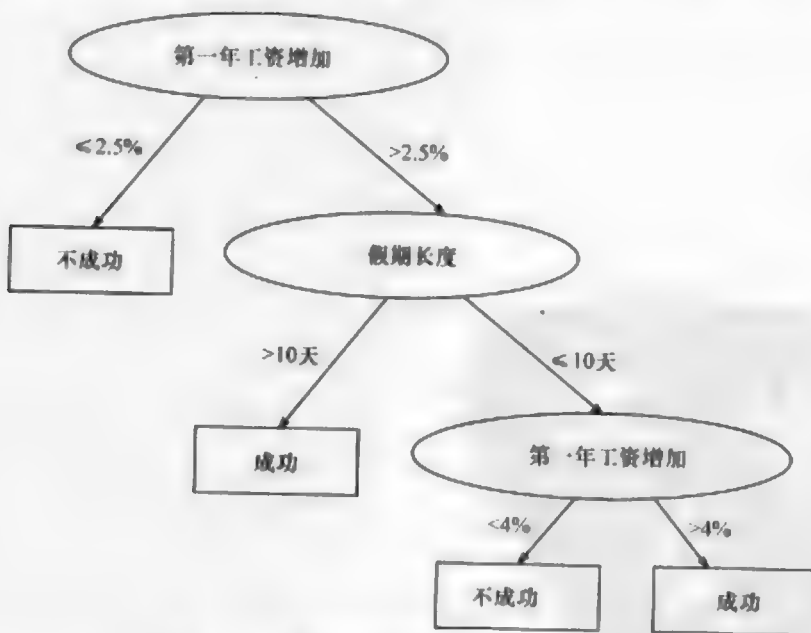 第一年工资增加
≤2.5%
>2.5%
不成功
假期长度
>10天
≤10天
成功
第一年工资增加
<4%
>4%
不成功
成功